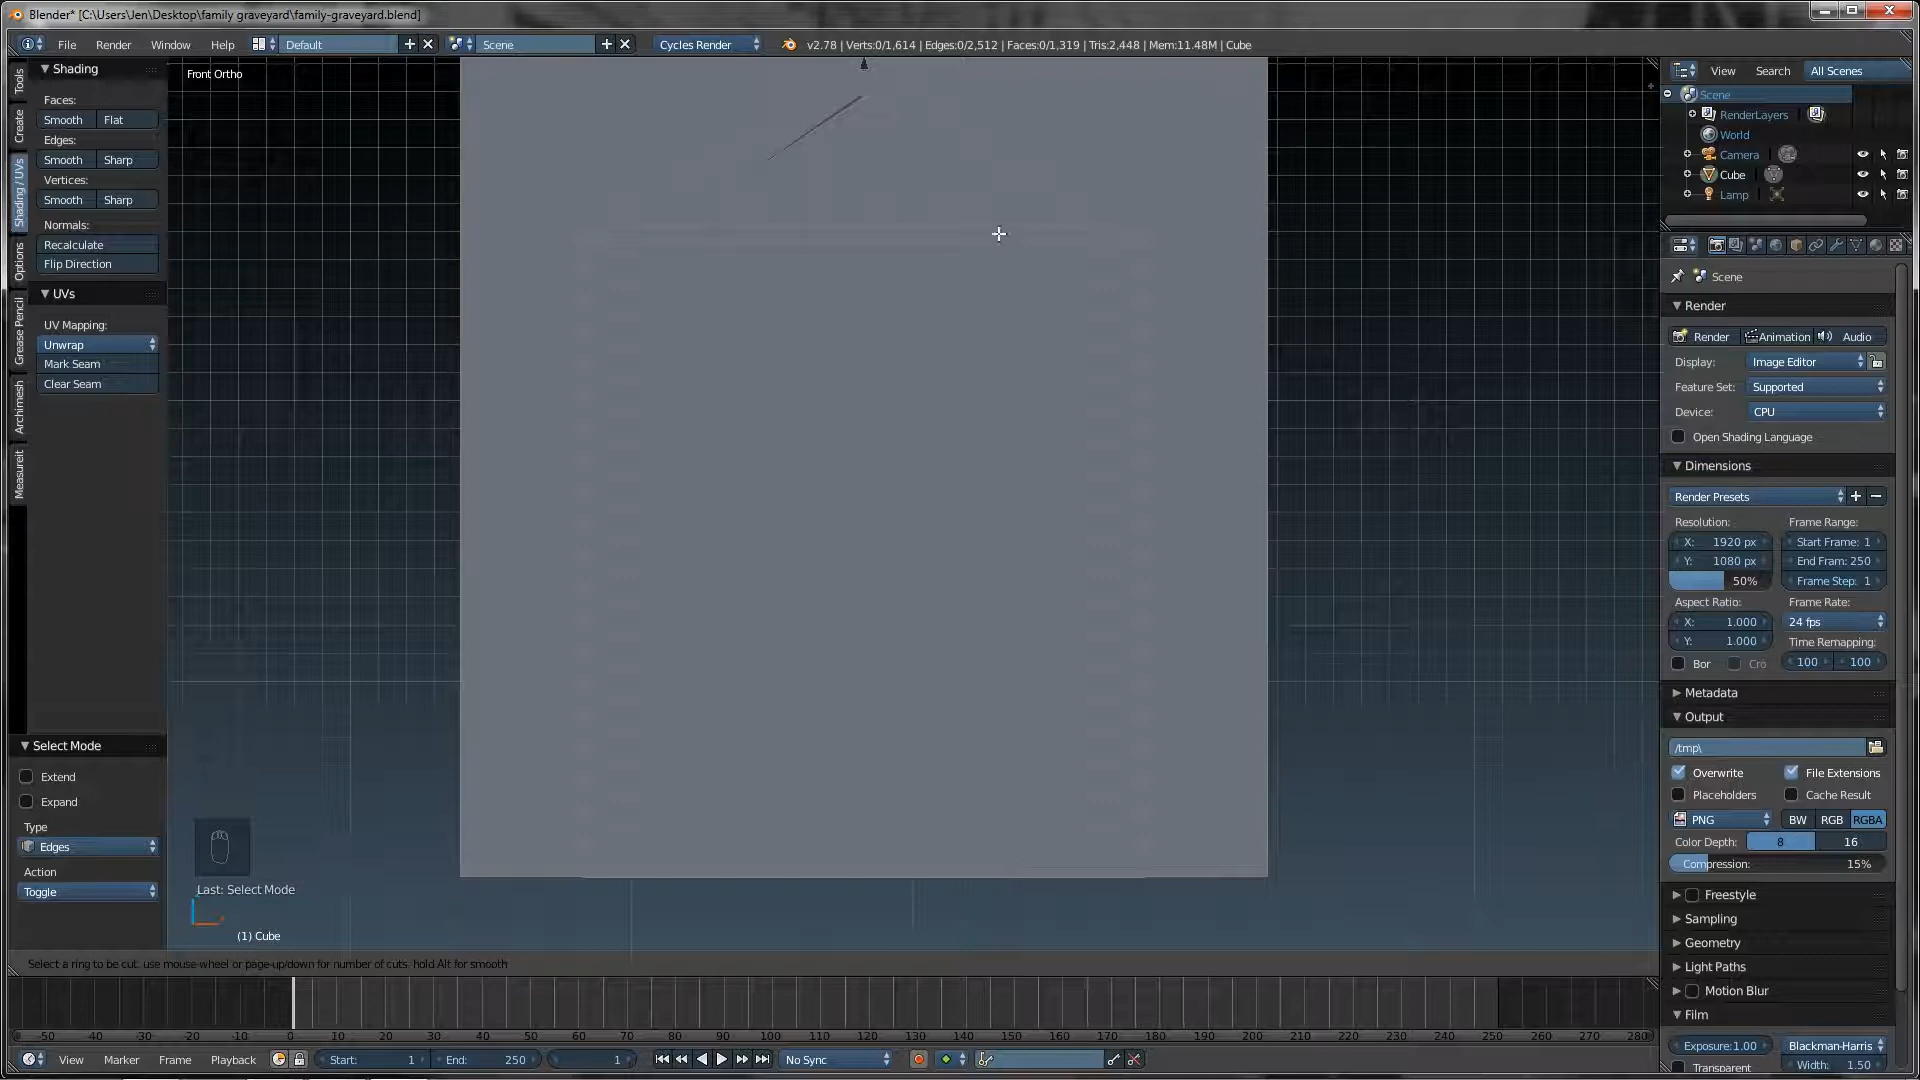 Blender* [C:\Users\Jen\Desktop\family graveyard\family-graveyard.blend]
File Render Window Help Default Scene Cycles Render v2.78 | Verts:0/1,614 | Edges:0/2,512 | Faces:0/1,319 | Tris:2,448 | Mem:11.48M | Cube
Tools
Create
Shading / UVs
Options
Grease Pencil
Archimesh
Measureit
Shading
Faces:
Smooth Flat
Edges:
Smooth Sharp
Vertices:
Smooth Sharp
Normals:
Recalculate
Flip Direction
UVs
UV Mapping:
Unwrap
Mark Seam
Clear Seam
Select Mode
Extend
Expand
Type
Edges
Action
Toggle
Front Ortho
Last: Select Mode
(1) Cube
Select a ring to be cut, use mouse-wheel or page-up/down for number of cuts, hold Alt for smooth
View Search All Scenes
Scene
RenderLayers
World
Camera
Cube
Lamp
Scene
Render
Render Animation Audio
Display: Image Editor
Feature Set: Supported
Device: CPU
Open Shading Language
Dimensions
Render Presets
Resolution: Frame Range:
X: 1920 px Start Frame: 1
Y: 1080 px End Fram: 250
50% Frame Step: 1
Aspect Ratio: Frame Rate:
X: 1.000 24 fps
Y: 1.000 Time Remapping:
Bor Cro 100 100
Metadata
Output
/tmp\
Overwrite File Extensions
Placeholders Cache Result
PNG BW RGB RGBA
Color Depth: 8 16
Compression: 15%
Freestyle
Sampling
Geometry
Light Paths
Motion Blur
Film
Exposure:1.00 Blackman-Harris
Transparent Width: 1.50
-50 -40 -30 -20 -10 0 10 20 30 40 50 60 70 80 90 100 110 120 130 140 150 160 170 180 190 200 210 220 230 240 250 260 270 280
View Marker Frame Playback Start: 1 End: 250 1 No Sync